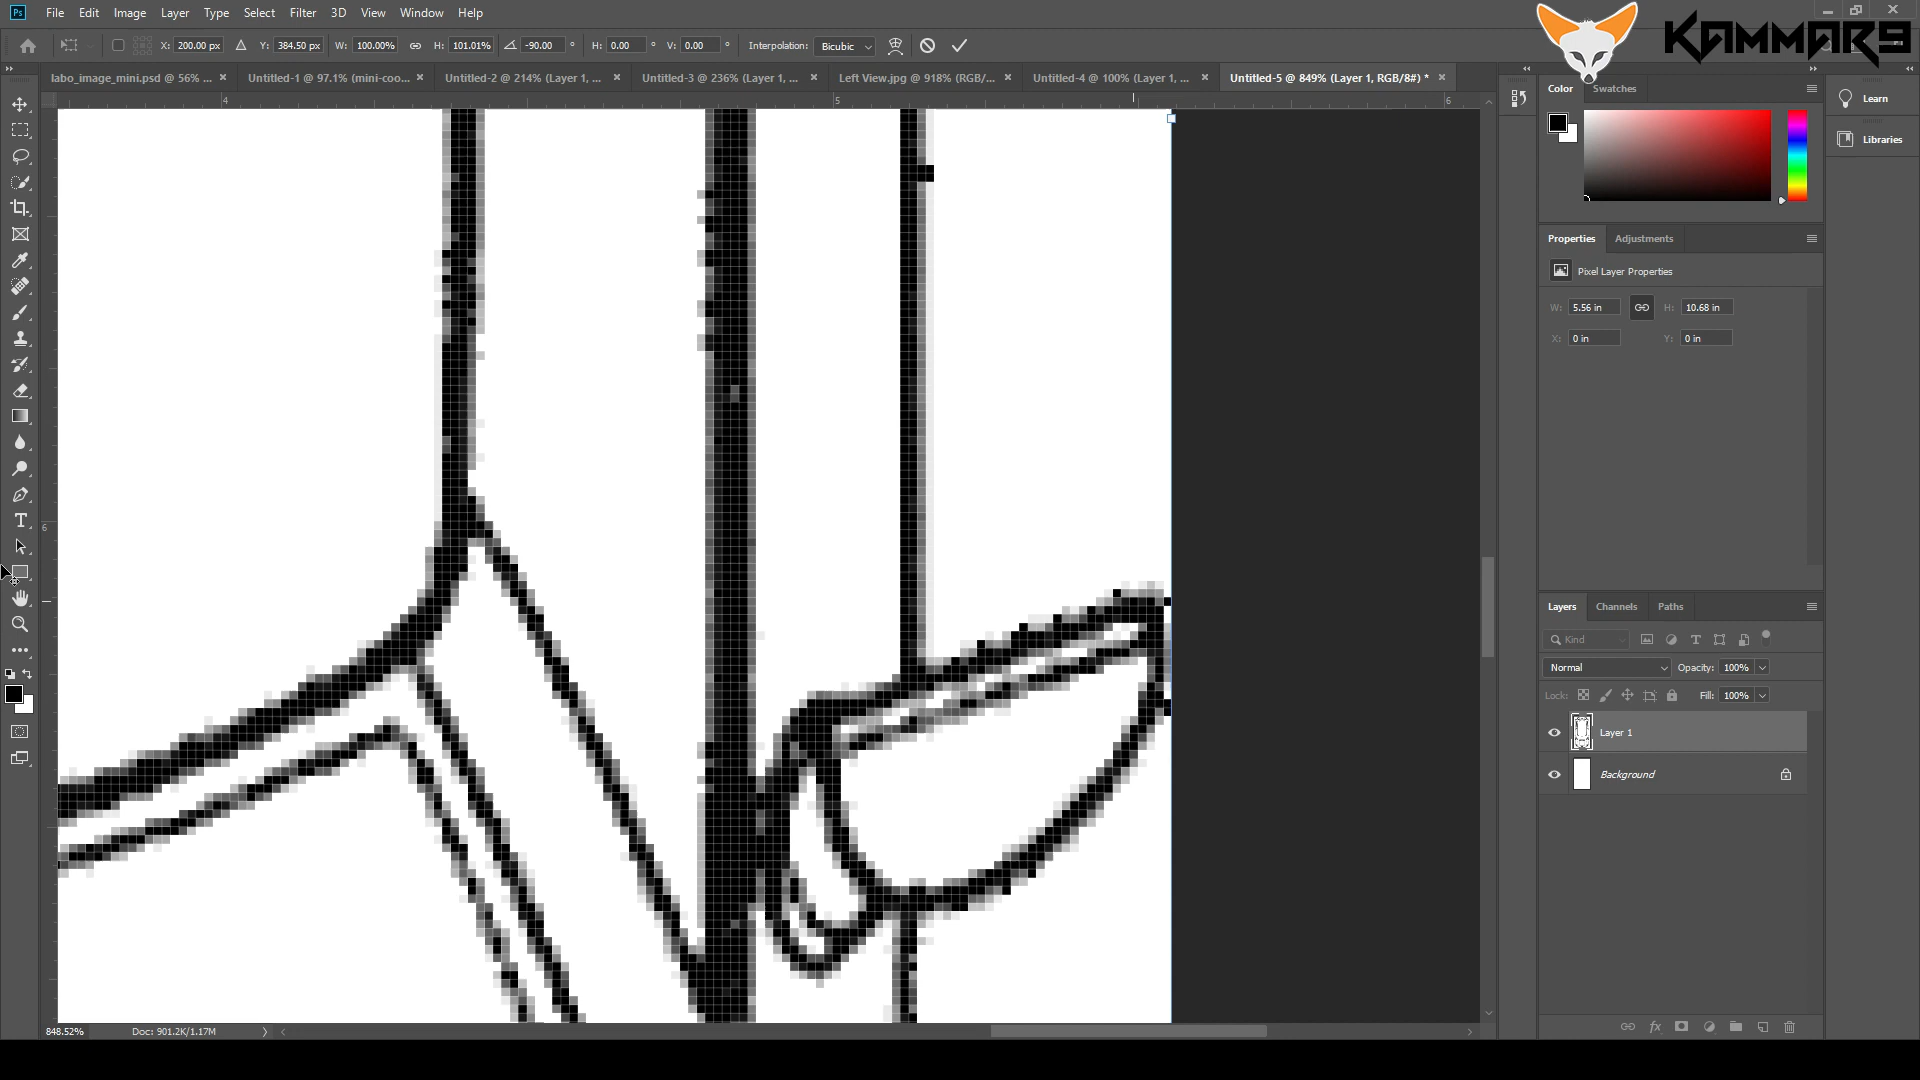 Ps File Edit Image Layer Type Select Filter 3D View Window Help
KAMMAR9
X: 200.00 px Y: 384.50 px W: 100.00% H: 101.01% -90.00 ° H: 0.00 ° V: 0.00 ° Interpolation: Bicubic
labo_image_mini.psd @ 56% ... × Untitled-1 @ 97.1% (mini-coo... × Untitled-2 @ 214% (Layer 1, ... × Untitled-3 @ 236% (Layer 1, ... × Left View.jpg @ 918% (RGB/... × Untitled-4 @ 100% (Layer 1, ... × Untitled-5 @ 849% (Layer 1, RGB/8#) * ×
4 5 6
6
Color Swatches
Learn
Libraries
Properties Adjustments
Pixel Layer Properties
W: 5.56 in H: 10.68 in
X: 0 in Y: 0 in
Layers Channels Paths
Kind
Normal Opacity: 100%
Lock: Fill: 100%
Layer 1
Background
848.52% Doc: 901.2K/1.17M